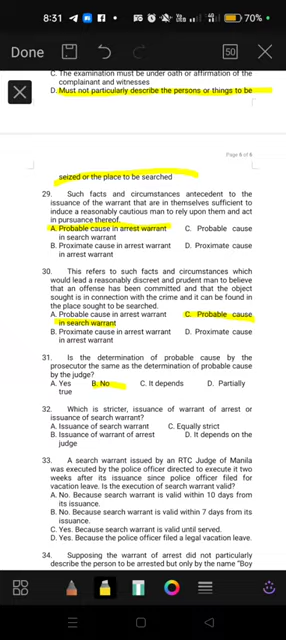 8:31
70%
Done
50
C. The examination must be under oath or affirmation of the
complainant and witnesses
D. Must not particularly describe the persons or things to be
Page 6 of 6
seized or the place to be searched
29. Such facts and circumstances antecedent to the
issuance of the warrant that are in themselves sufficient to
induce a reasonably cautious man to rely upon them and act
in pursuance thereof.
A. Probable cause in arrest warrant C. Probable cause
in search warrant
B. Proximate cause in arrest warrant D. Proximate cause
in arrest warrant
30. This refers to such facts and circumstances which
would lead a reasonably discreet and prudent man to believe
that an offense has been committed and that the object
sought is in connection with the crime and it can be found in
the place sought to be searched.
A. Probable cause in arrest warrant C. Probable cause
in search warrant
B. Proximate cause in arrest warrant D. Proximate cause
in arrest warrant
31. Is the determination of probable cause by the
prosecutor the same as the determination of probable cause
by the judge?
A. Yes B. No C. It depends D. Partially
true
32. Which is stricter, issuance of warrant of arrest or
issuance of search warrant?
A. Issuance of search warrant C. Equally strict
B. Issuance of warrant of arrest D. It depends on the
judge
33. A search warrant issued by an RTC Judge of Manila
was executed by the police officer directed to execute it two
weeks after its issuance since police officer filed for
vacation leave. Is the execution of search warrant valid?
A. No. Because search warrant is valid within 10 days from
its issuance.
B. No. Because search warrant is valid within 7 days from its
issuance.
C. Yes. Because search warrant is valid until served.
D. Yes. Because the police officer filed a legal vacation leave.
34. Supposing the warrant of arrest did not particularly
describe the person to be arrested but only by the name "Boy